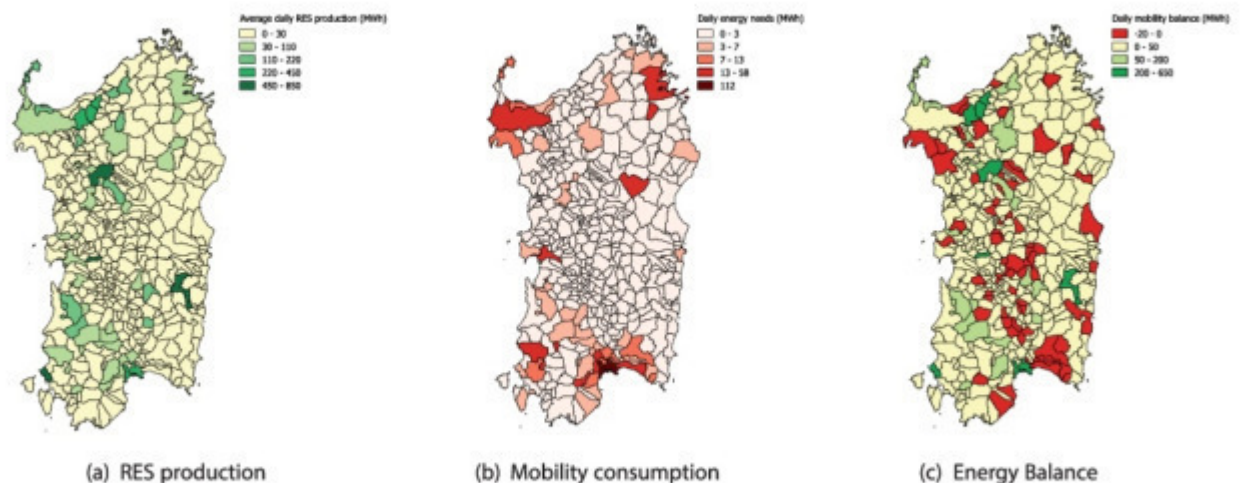 Average daily RES production (MWh)
0 - 30
30 - 110
110 - 220
220 - 450
450 - 850
Daily energy needs (MWh)
0 - 3
3 - 7
7 - 13
13 - 58
112
Daily mobility balance (MWh)
-20 - 0
0 - 50
50 - 200
200 - 650
(a) RES production
(b) Mobility consumption
(c) Energy Balance